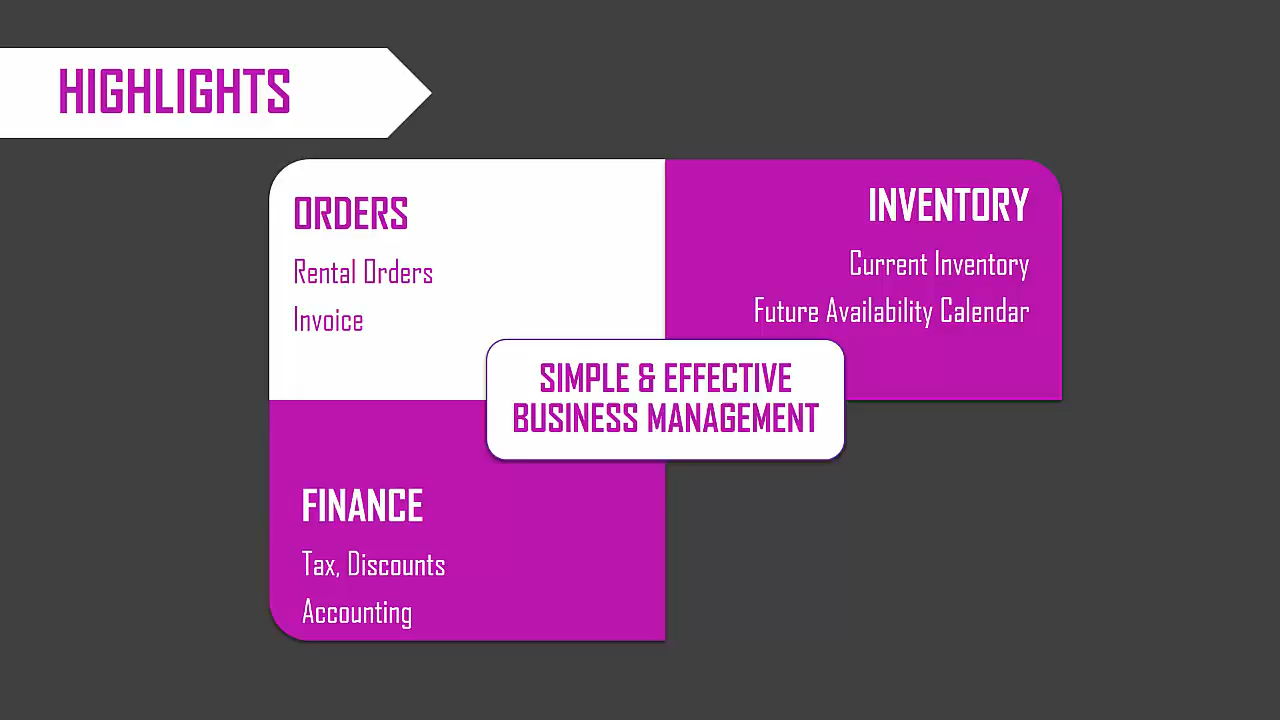 HIGHLIGHTS
ORDERS
Rental Orders
Invoice
INVENTORY
Current Inventory
Future Availability Calendar
SIMPLE & EFFECTIVE
BUSINESS MANAGEMENT
FINANCE
Tax, Discounts
Accounting